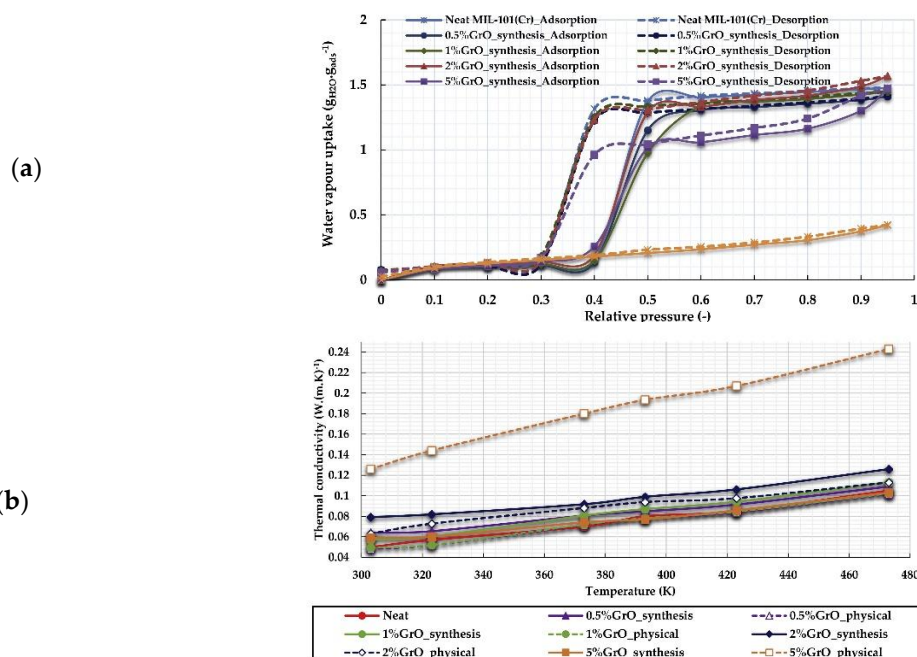 (a)
Neat MIL-101(Cr)_Adsorption Neat MIL-101(Cr)_Desorption
0.5%GrO_synthesis_Adsorption 0.5%GrO_synthesis_Desorption
1%GrO_synthesis_Adsorption 1%GrO_synthesis_Desorption
2%GrO_synthesis_Adsorption 2%GrO_synthesis_Desorption
5%GrO_synthesis_Adsorption 5%GrO_synthesis_Desorption
Water vapour uptake (gH2O.gads-1)
2
1.5
1
0.5
0
0 0.1 0.2 0.3 0.4 0.5 0.6 0.7 0.8 0.9 1
Relative pressure (-)
(b)
Thermal conductivity (W.(m.K)-1)
0.24
0.2
0.18
0.16
0.14
0.12
0.1
0.08
0.06
0.04
300 320 340 360 380 400 420 440 460 480
Temperature (K)
Neat 0.5%GrO_synthesis 0.5%GrO_physical
1%GrO_synthesis 1%GrO_physical 2%GrO_synthesis
2%GrO_physical 5%GrO_synthesis 5%GrO_physical